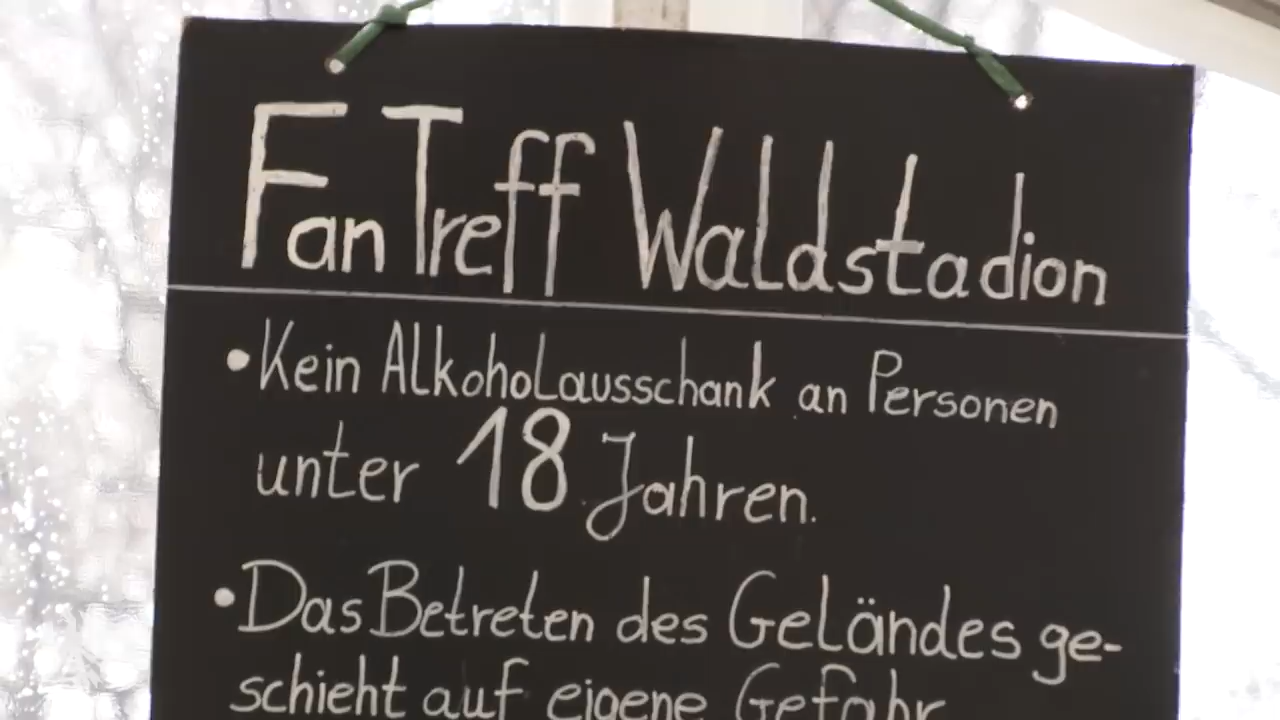 FanTreff Waldstadion
• Kein Alkoholausschank an Personen
unter 18 Jahren.
• Das Betreten des Geländes ge-
schieht auf eigene Gefahr